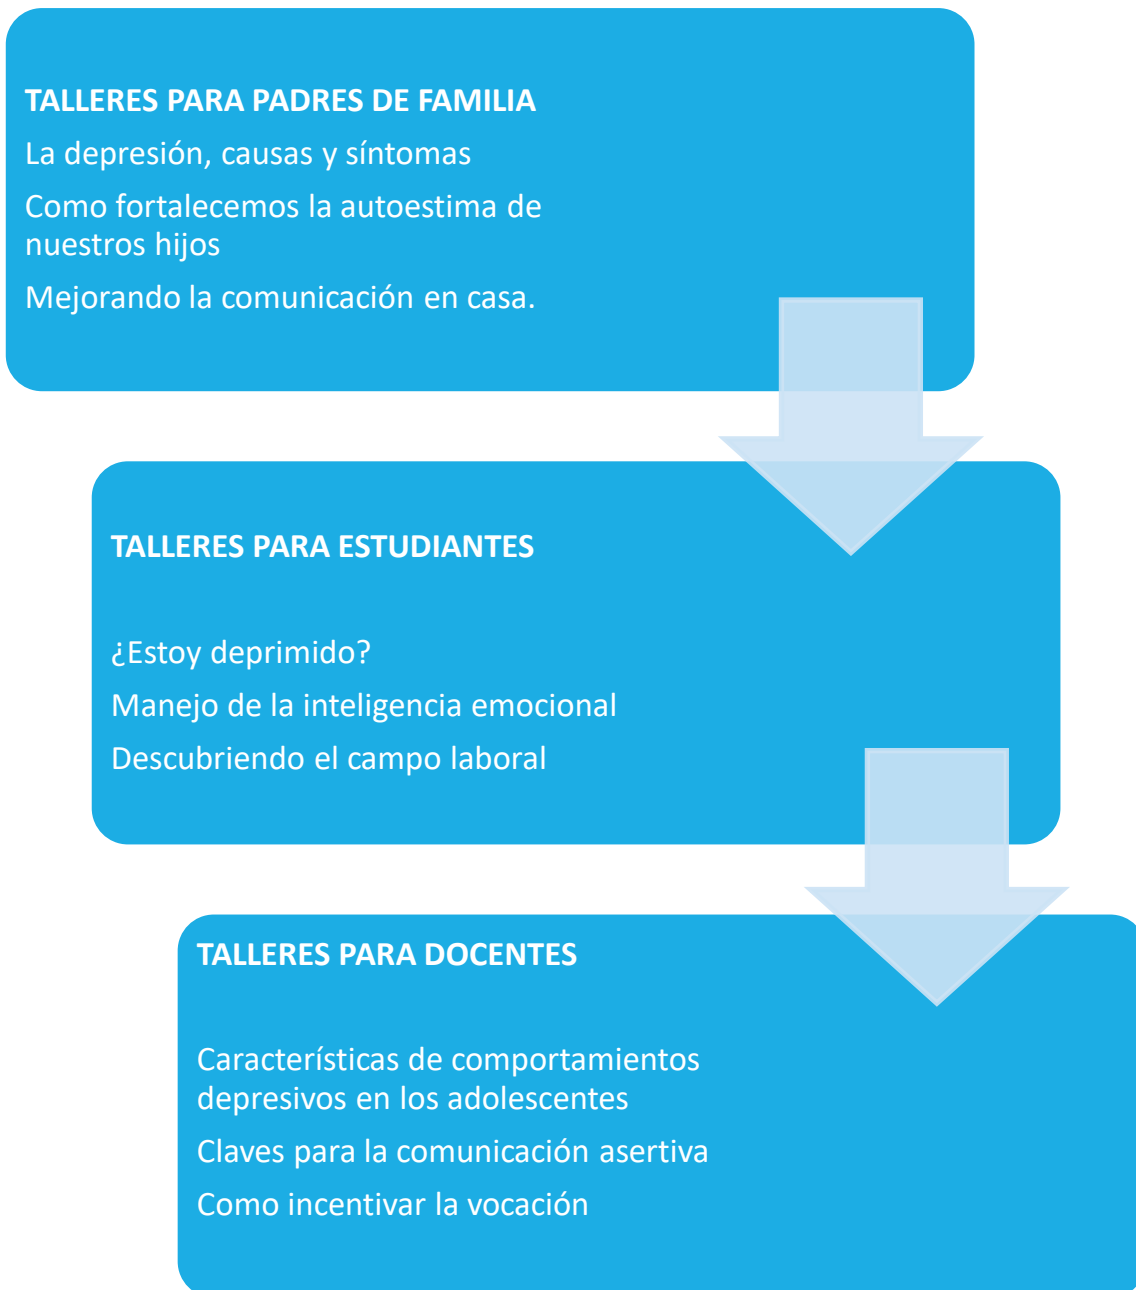 TALLERES PARA PADRES DE FAMILIA
La depresión, causas y síntomas
Como fortalecemos la autoestima de
nuestros hijos
Mejorando la comunicación en casa.
TALLERES PARA ESTUDIANTES
¿Estoy deprimido?
Manejo de la inteligencia emocional
Descubriendo el campo laboral
TALLERES PARA DOCENTES
Características de comportamientos
depresivos en los adolescentes
Claves para la comunicación asertiva
Como incentivar la vocación